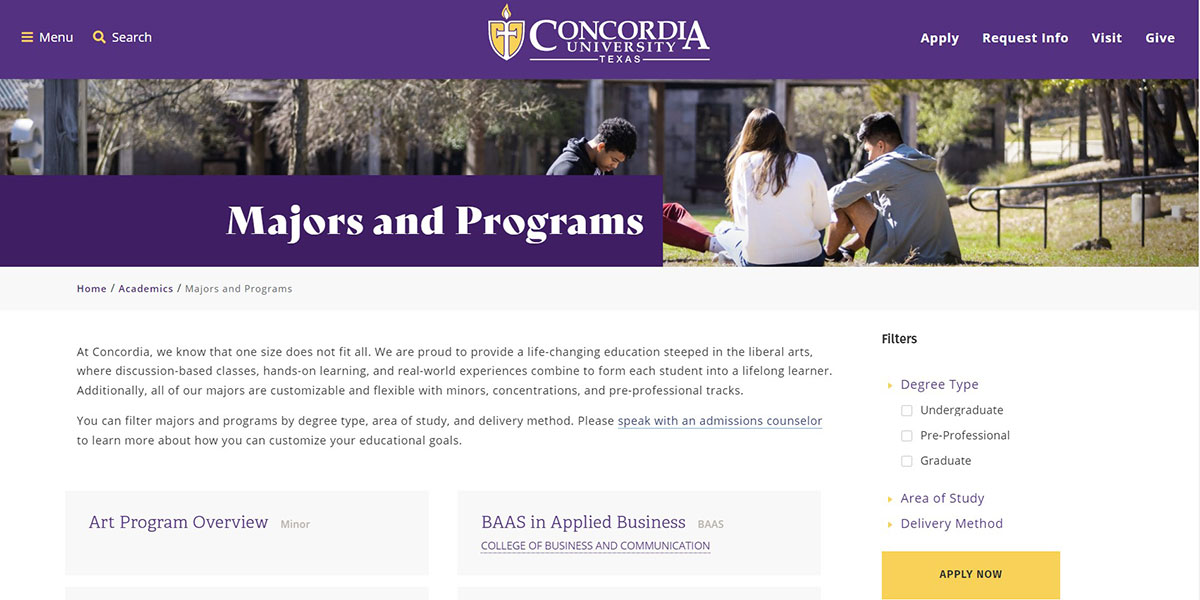 Menu
Search
CONCORDIA
UNIVERSITY
TEXAS
Apply
Request Info
Visit
Give
Majors and Programs
Home / Academics / Majors and Programs
At Concordia, we know that one size does not fit all. We are proud to provide a life-changing education steeped in the liberal arts,
where discussion-based classes, hands-on learning, and real-world experiences combine to form each student into a lifelong learner.
Additionally, all of our majors are customizable and flexible with minors, concentrations, and pre-professional tracks.
You can filter majors and programs by degree type, area of study, and delivery method. Please speak with an admissions counselor
to learn more about how you can customize your educational goals.
Art Program Overview Minor
BAAS in Applied Business BAAS
COLLEGE OF BUSINESS AND COMMUNICATION
Filters
Degree Type
Undergraduate
Pre-Professional
Graduate
Area of Study
Delivery Method
APPLY NOW